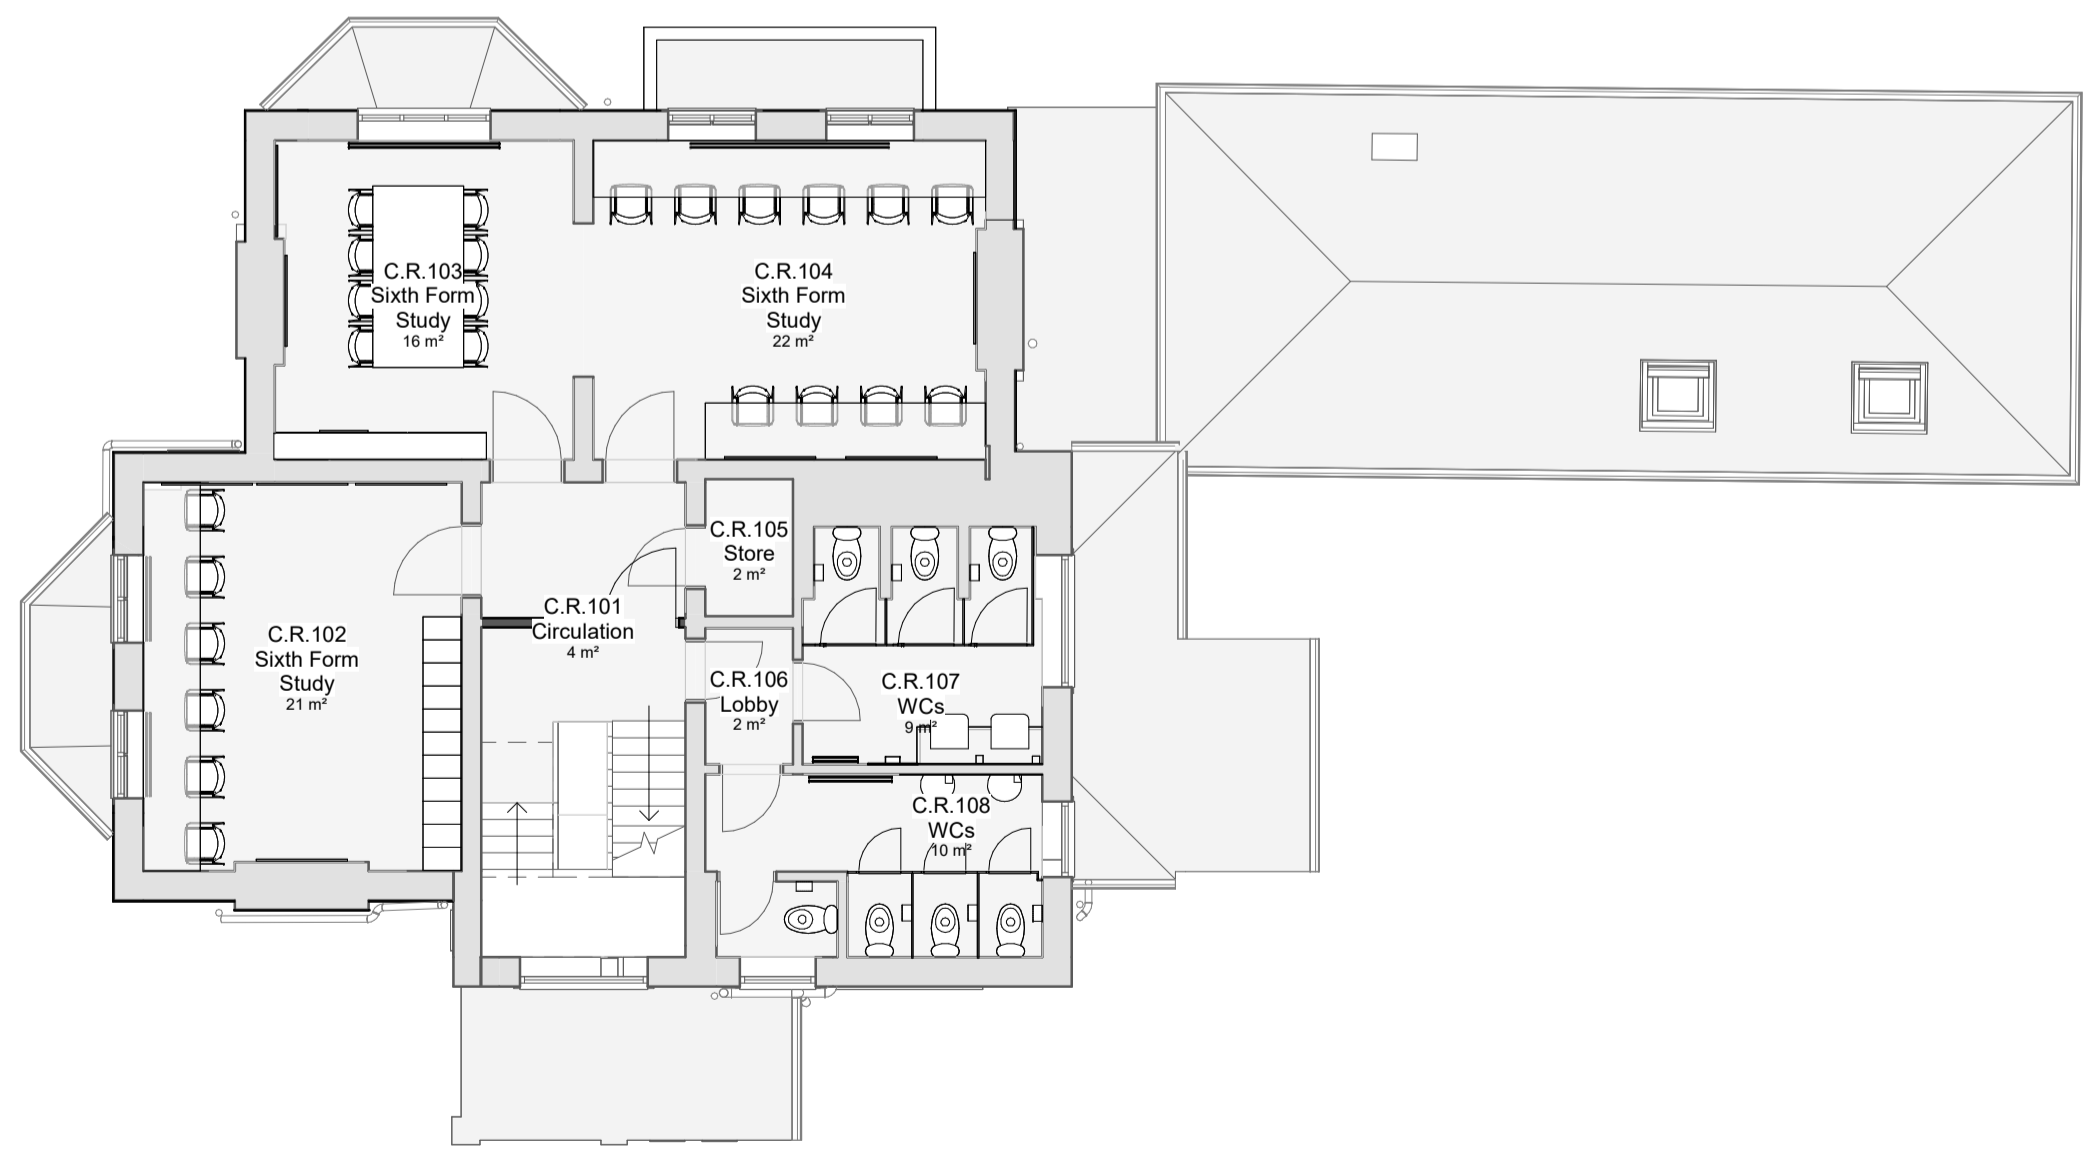 C.R.103
Sixth Form
Study
16 m²
C.R.104
Sixth Form
Study
22 m²
C.R.105
Store
2 m²
C.R.101
Circulation
4 m²
C.R.102
Sixth Form
Study
21 m²
C.R.106
Lobby
2 m²
C.R.107
WCs
9 m²
C.R.108
WCs
10 m²